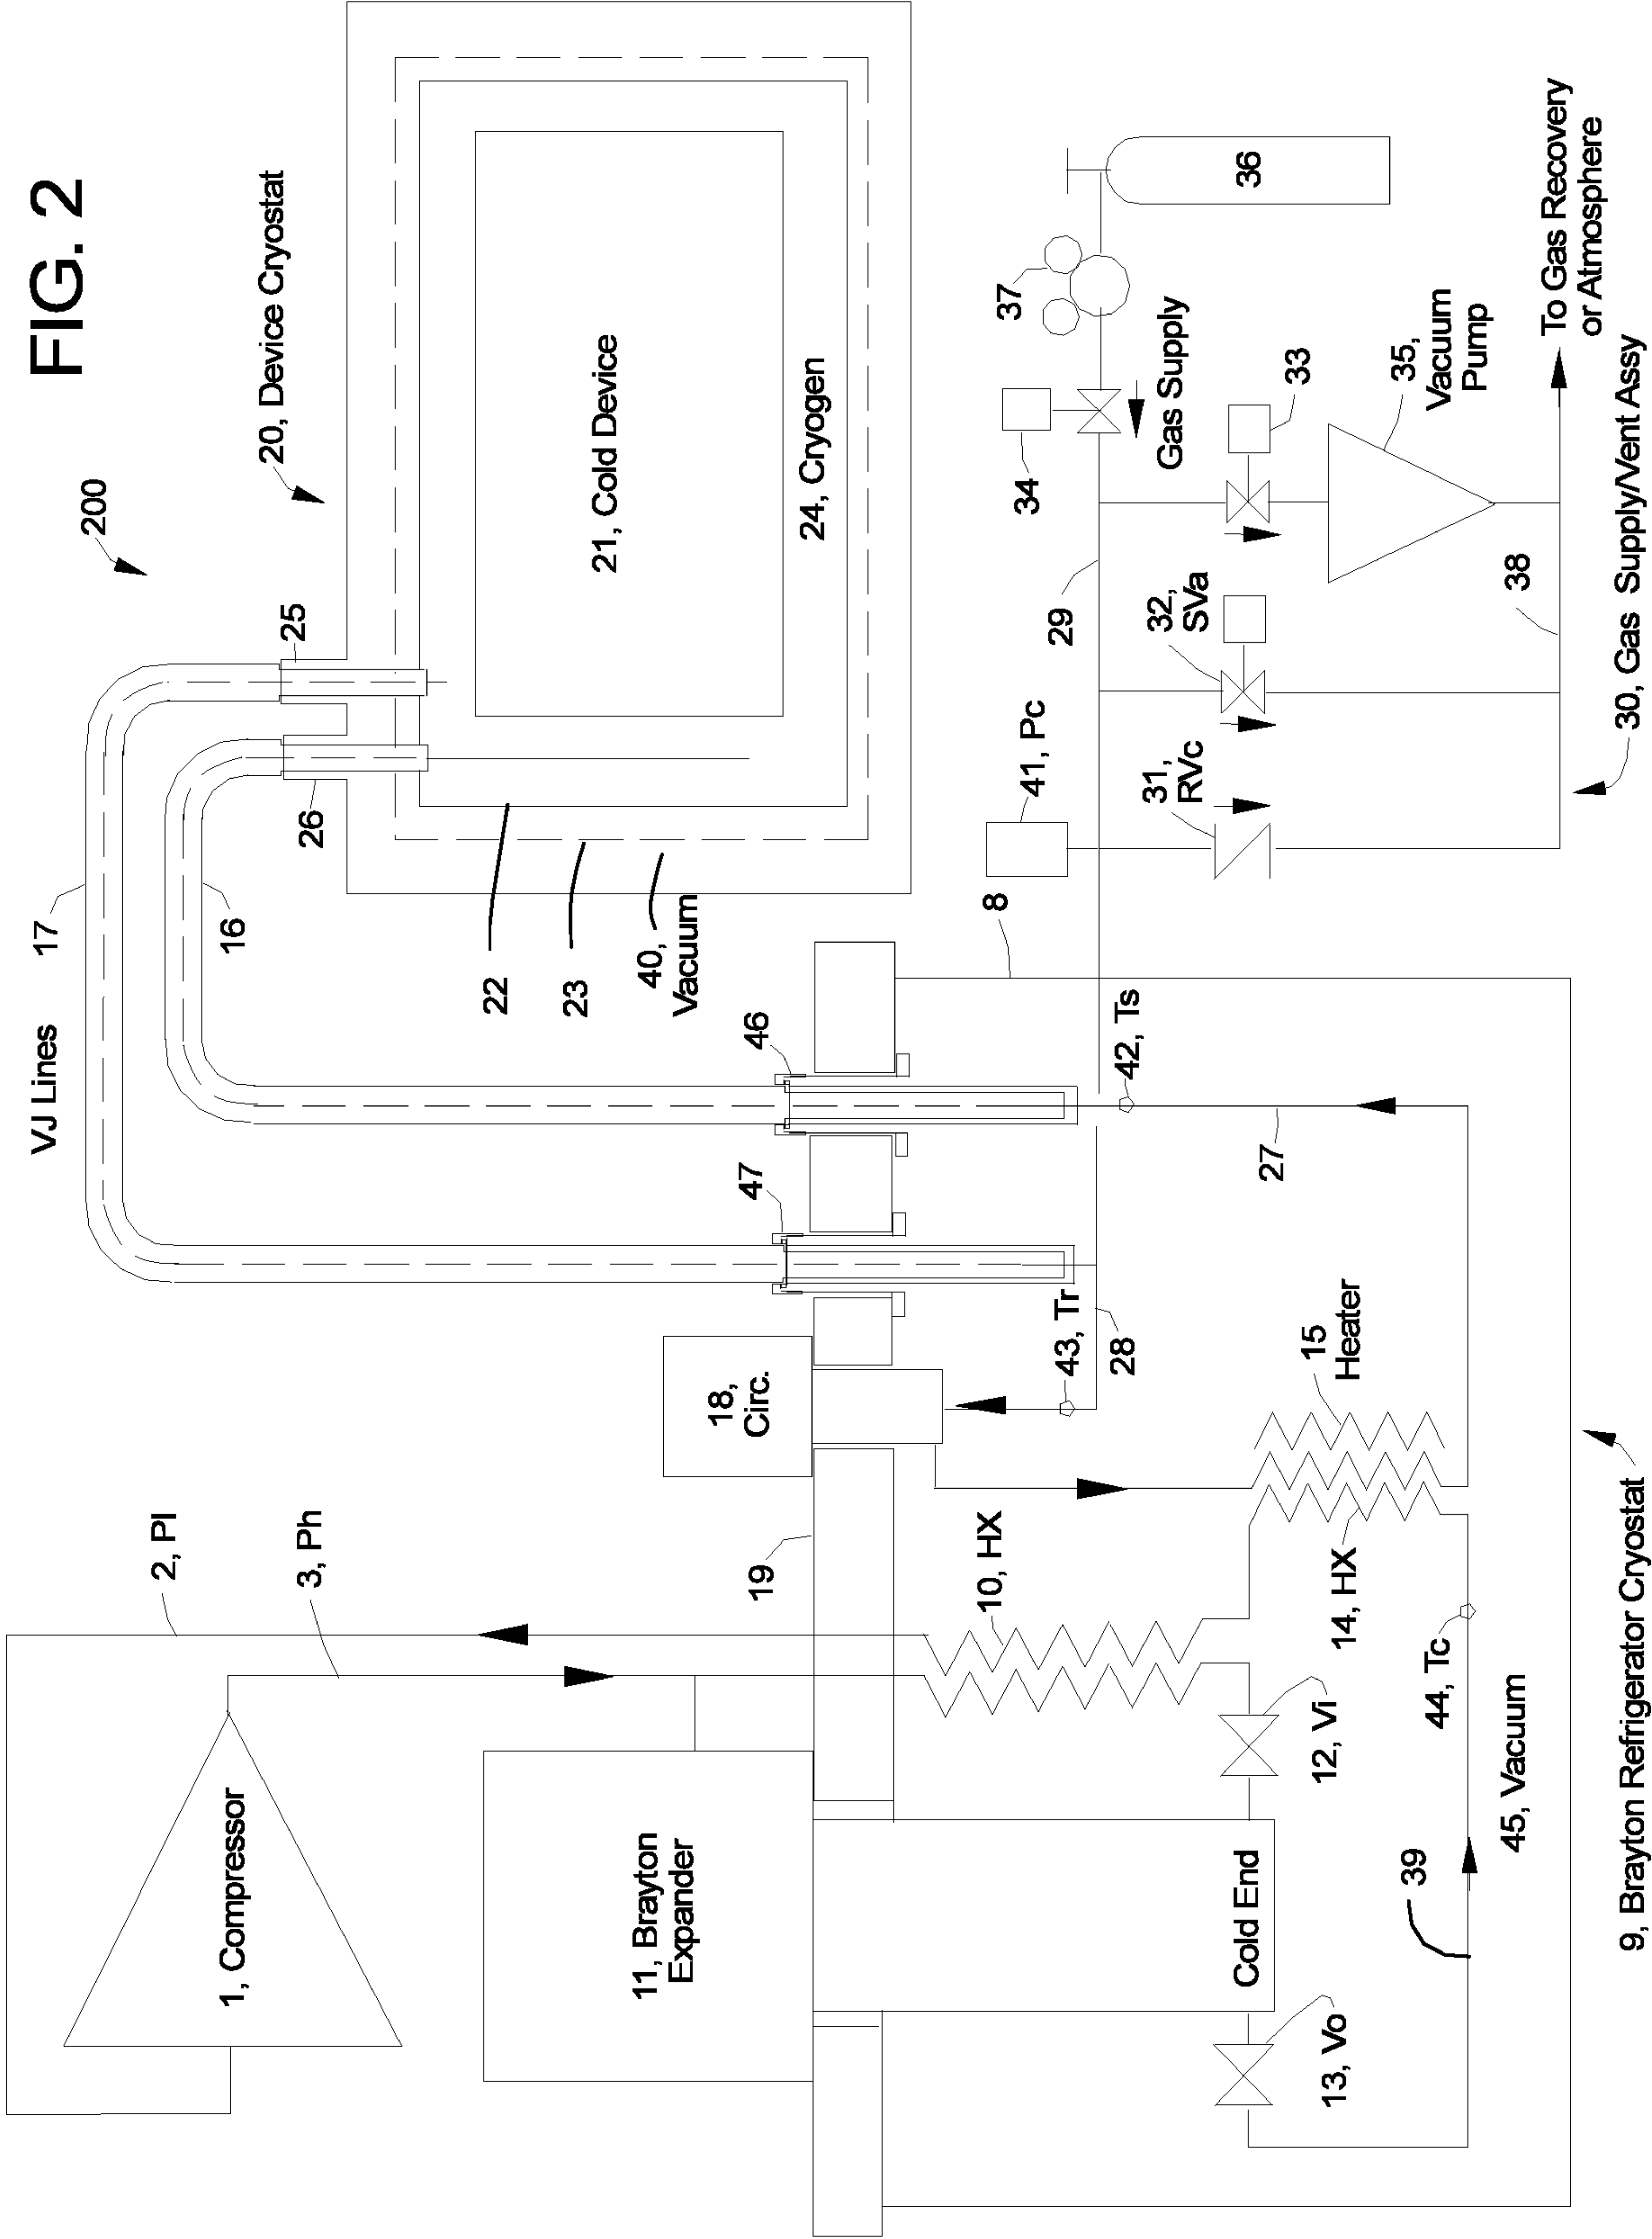 FIG. 2
200
20, Device Cryostat
VJ Lines
17
16
25
26
21, Cold Device
24, Cryogen
22
23
40,
Vacuum
2, Pl
3, Ph
1, Compressor
11, Brayton
Expander
18,
Circ.
19
47
46
8
41, Pc
29
34
37
36
Gas Supply
31,
RVc
32,
SVa
33
35,
Vacuum
Pump
38
To Gas Recovery
or Atmosphere
30, Gas Supply/Vent Assy
43, Tr
28
42, Ts
27
10, HX
15
Heater
14, HX
12, Vi
Cold End
13, Vo
39
44, Tc
45, Vacuum
9, Brayton Refrigerator Cryostat